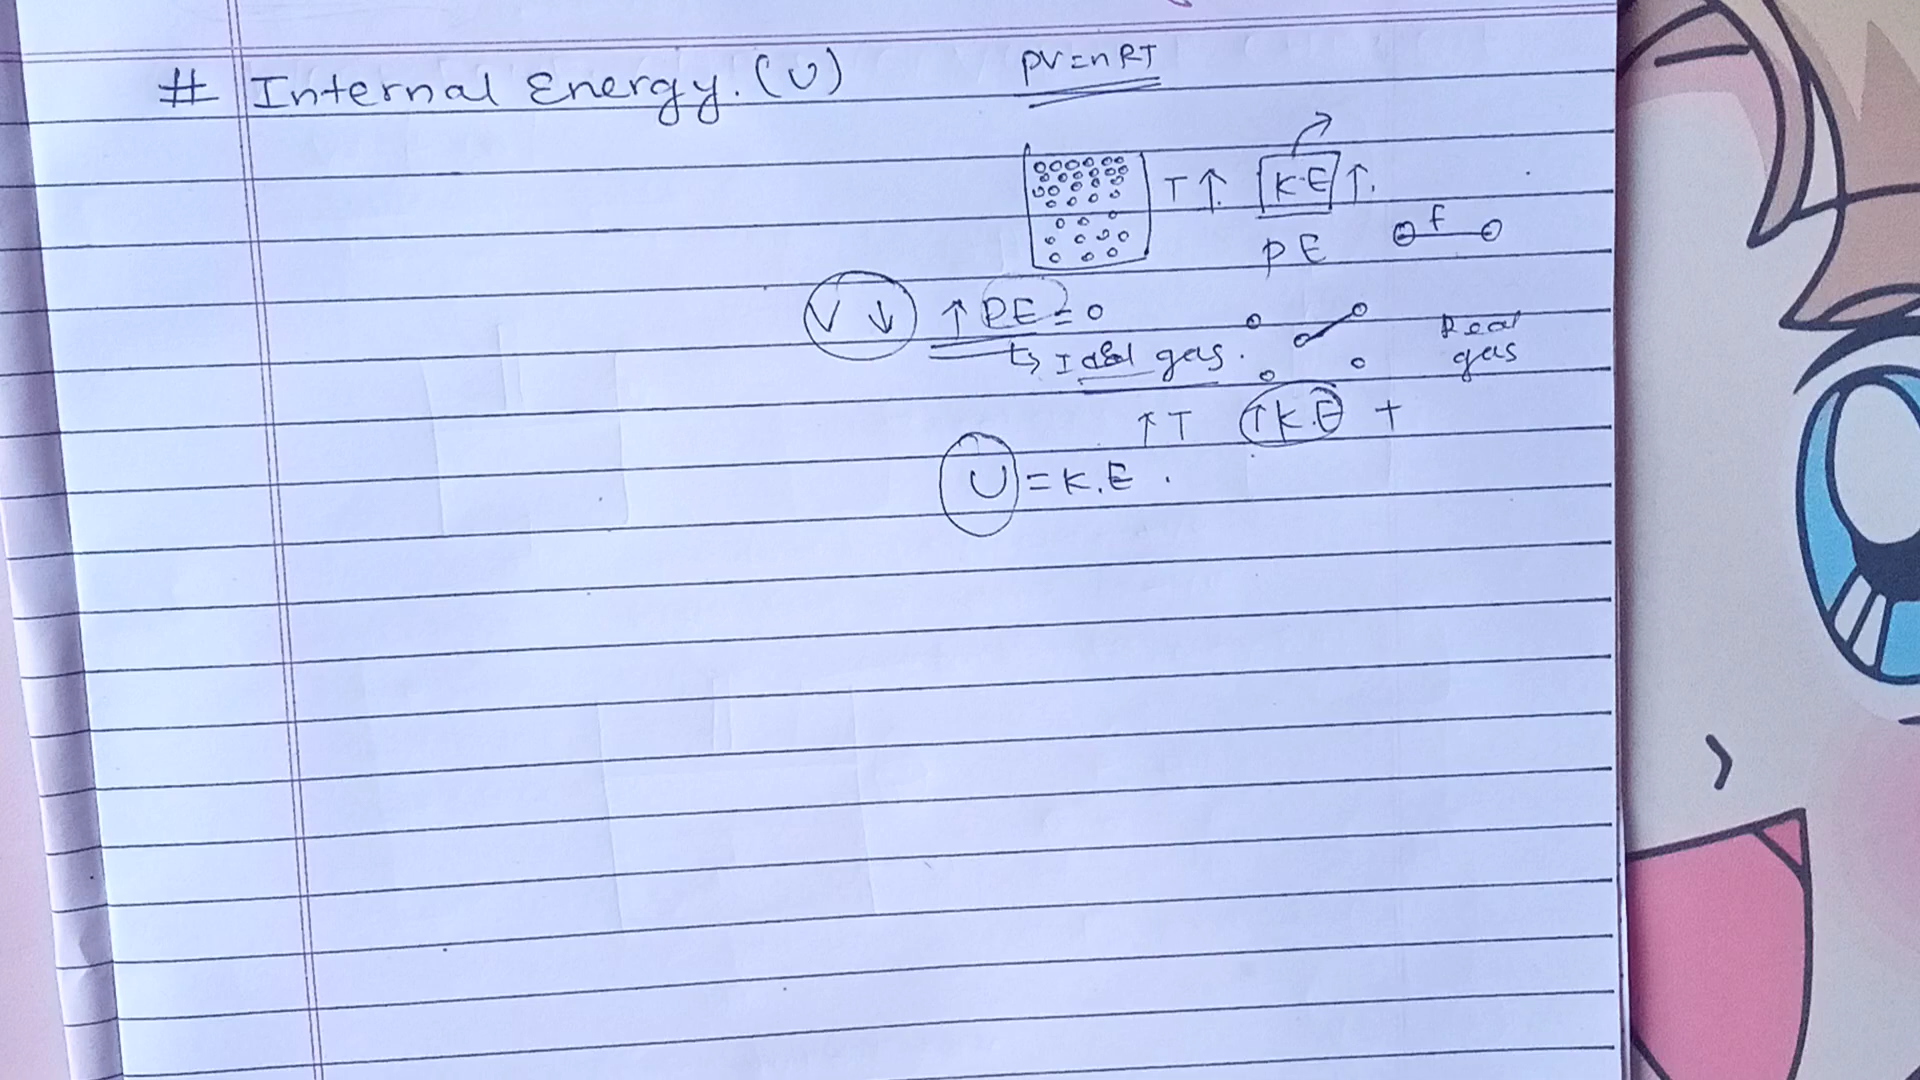 # Internal Energy. (U) PV=nRT
T↑ K.E ↑.
PE F
V ↓ ↑ PE = 0
↳ Ideal gas. Real gas
↑T ↑K.E +
U = K.E.